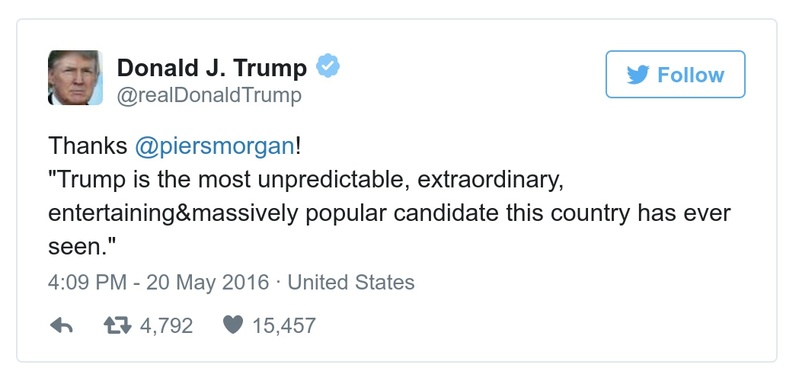 Donald J. Trump
@realDonaldTrump
Follow
Thanks @piersmorgan!
"Trump is the most unpredictable, extraordinary,
entertaining&massively popular candidate this country has ever
seen."
4:09 PM - 20 May 2016 · United States
4,792 15,457